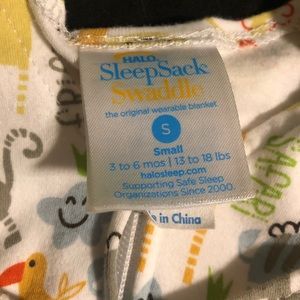 HALO
SleepSack
Swaddle
the original wearable blanket
S
Small
3 to 6 mos | 13 to 18 lbs
halosleep.com
Supporting Safe Sleep
Organizations Since 2000.
in China
SAFARI